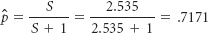 p̂ = S / (S + 1) = 2.535 / (2.535 + 1) = .7171